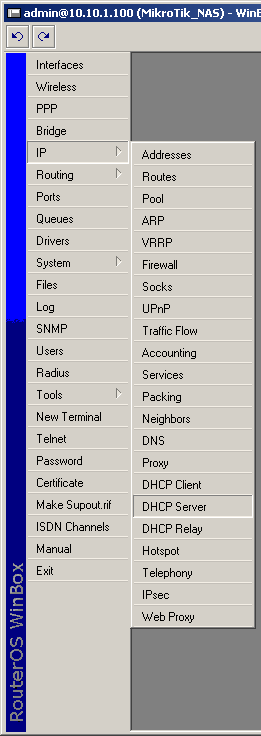 admin@10.10.1.100 (MikroTik_NAS) - WinB
Interfaces
Wireless
PPP
Bridge
IP
Routing
Ports
Queues
Drivers
System
Files
Log
SNMP
Users
Radius
Tools
New Terminal
Telnet
Password
Certificate
Make Supout.rif
ISDN Channels
Manual
Exit
Addresses
Routes
Pool
ARP
VRRP
Firewall
Socks
UPnP
Traffic Flow
Accounting
Services
Packing
Neighbors
DNS
Proxy
DHCP Client
DHCP Server
DHCP Relay
Hotspot
Telephony
IPsec
Web Proxy
RouterOS WinBox